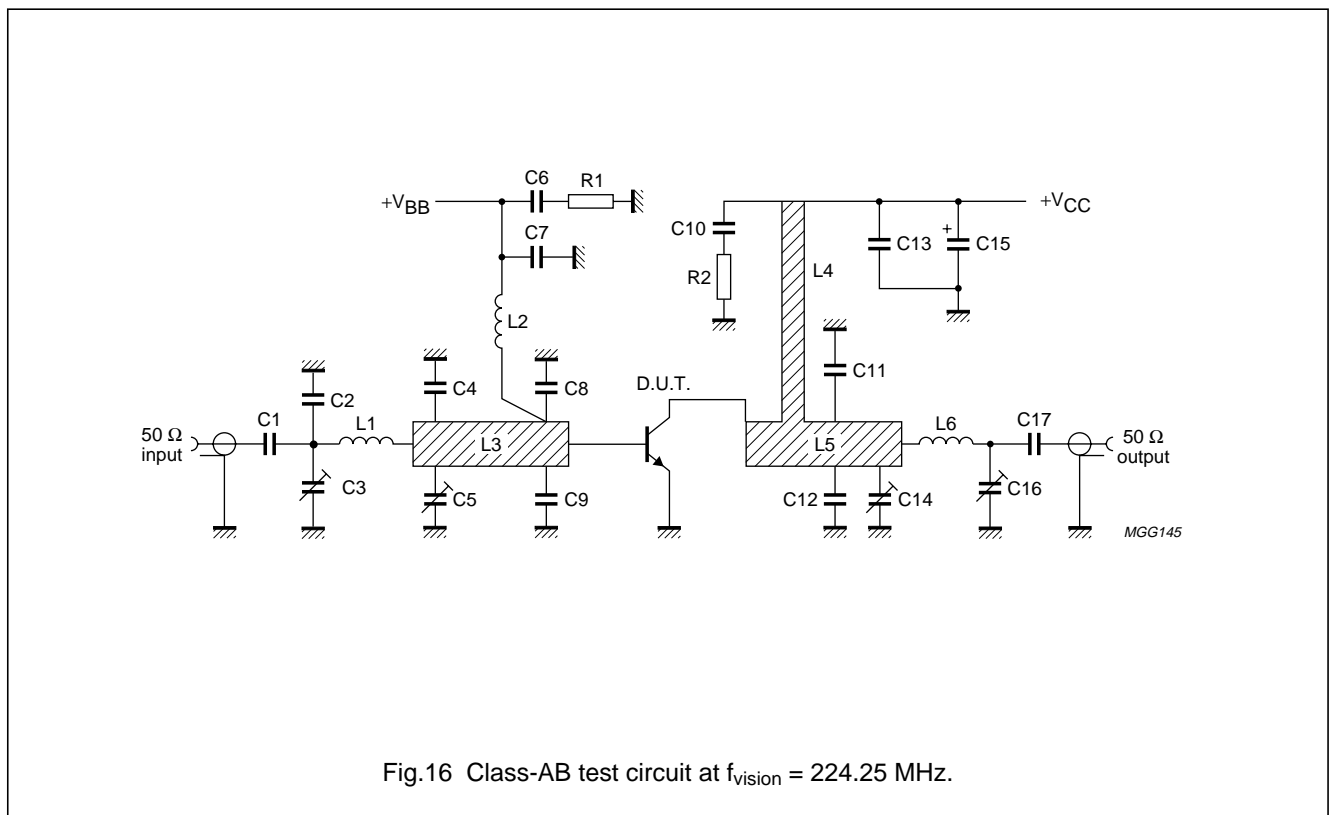 C6
R1
+VBB
+VCC
C7
C10
C13
+
C15
R2
L4
L2
C11
C4
C8
D.U.T.
C2
L1
L6
C17
50 Ω
input
C1
L3
L5
50 Ω
output
C3
C5
C9
C12
C14
C16
MGG145
Fig.16 Class-AB test circuit at fvision = 224.25 MHz.